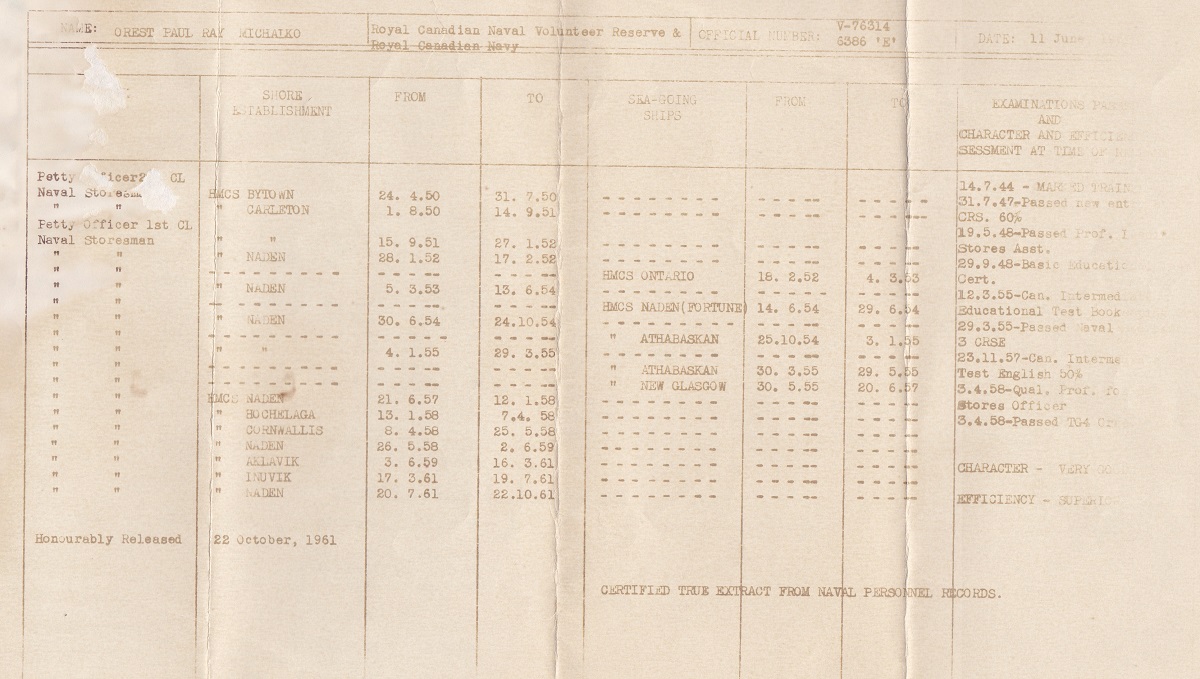 NAME: OREST PAUL RAY MICHALKO Royal Canadian Naval Volunteer Reserve & OFFICIAL NUMBER: V-76314
Royal Canadian Navy 6386 'E' DATE: 11 June
SHORE ESTABLISHMENT FROM TO SEA-GOING SHIPS FROM TO EXAMINATIONS
AND
CHARACTER AND
SESSMENT AT TIME OF
Petty CL
Naval HMCS BYTOWN 24. 4.50 31. 7.50 - - - - - - - - - - - - - - - - - -
" " " CARLETON 1. 8.50 14. 9.51 - - - - - - - - - - - - - - - - - -
Petty Officer 1st CL
Naval Storesman " " 15. 9.51 27. 1.52 - - - - - - - - - - - - - - - - - -
" " " NADEN 28. 1.52 17. 2.52 - - - - - - - - - - - - - - - - - -
" " - - - - - - - - - - - - - - - - - - HMCS ONTARIO 18. 2.52 4. 3.53
" " " NADEN 5. 3.53 13. 6.54 - - - - - - - - - - - - - - - - - -
" " - - - - - - - - - - - - - - - - - - HMCS NADEN(FORTUNE) 14. 6.54 29. 6.54
" " " NADEN 30. 6.54 24.10.54 - - - - - - - - - - - - - - - - - -
" " - - - - - - - - - - - - - - - - - - " ATHABASKAN 25.10.54 3. 1.55
" " " " 4. 1.55 29. 3.55 - - - - - - - - - - - - - - - - - -
" " - - - - - - - - - - - - - - - - - - " ATHABASKAN 30. 3.55 29. 5.55
" " - - - - - - - - - - - - - - - - - - " NEW GLASGOW 30. 5.55 20. 6.57
" " HMCS NADEN 21. 6.57 12. 1.58 - - - - - - - - - - - - - - - - - -
" " " HOCHELAGA 13. 1.58 7.4. 58 - - - - - - - - - - - - - - - - - -
" " " CORNWALLIS 8. 4.58 25. 5.58 - - - - - - - - - - - - - - - - - -
" " " NADEN 26. 5.58 2. 6.59 - - - - - - - - - - - - - - - - - -
" " " AKLAVIK 3. 6.59 16. 3.61 - - - - - - - - - - - - - - - - - -
" " " INUVIK 17. 3.61 19. 7.61 - - - - - - - - - - - - - - - - - -
" " " NADEN 20. 7.61 22.10.61 - - - - - - - - - - - - - - - - - -
14.7.44 -
31.7.47-Passed new
CRS. 60%
19.5.48-Passed Prof.
Stores Asst.
29.9.48-Basic
Cert.
12.3.55-Can.
Educational Test Book
29.3.55-Passed Naval
3 CRSE
23.11.57-Can.
Test English 50%
3.4.58-Qual. Prof.
Stores Officer
3.4.58-Passed TG4
CHARACTER - VERY
EFFICIENCY -
Honourably Released 22 October, 1961
CERTIFIED TRUE EXTRACT FROM NAVAL PERSONNEL RECORDS.